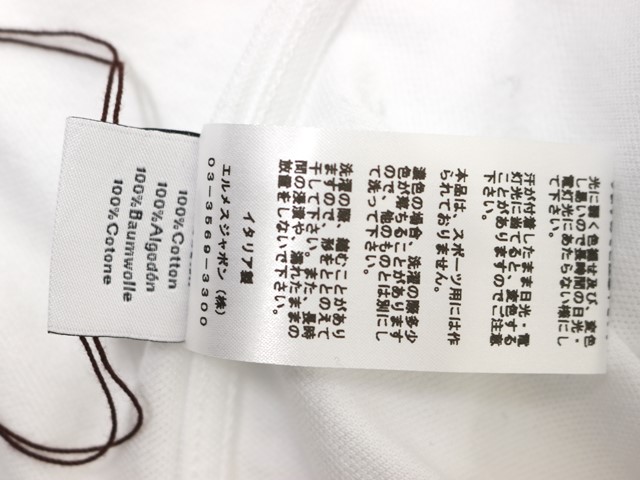 光に弱く色褪せ及び、変色
し易いので長時間の日光・
電灯光にあたらない様にし
て下さい。
汗が付着したまま日光・電
灯光に当てると、変色する
ことがありますのでご注意
下さい。
本品は、スポーツ用には作
られておりません。
濃色の場合、洗濯の際多少
色が落ちることがあります
ので、他のものとは別にし
て洗って下さい。
洗濯の際、縮むことがあり
ますので、形をととのえて
干して下さい。また、長時
間の浸漬や、濡れたままの
放置をしないで下さい。
イタリア製
エルメスジャポン(株)
03-3569-3300
100%Cotton
100%Algodón
100%Baumwolle
100%Cotone